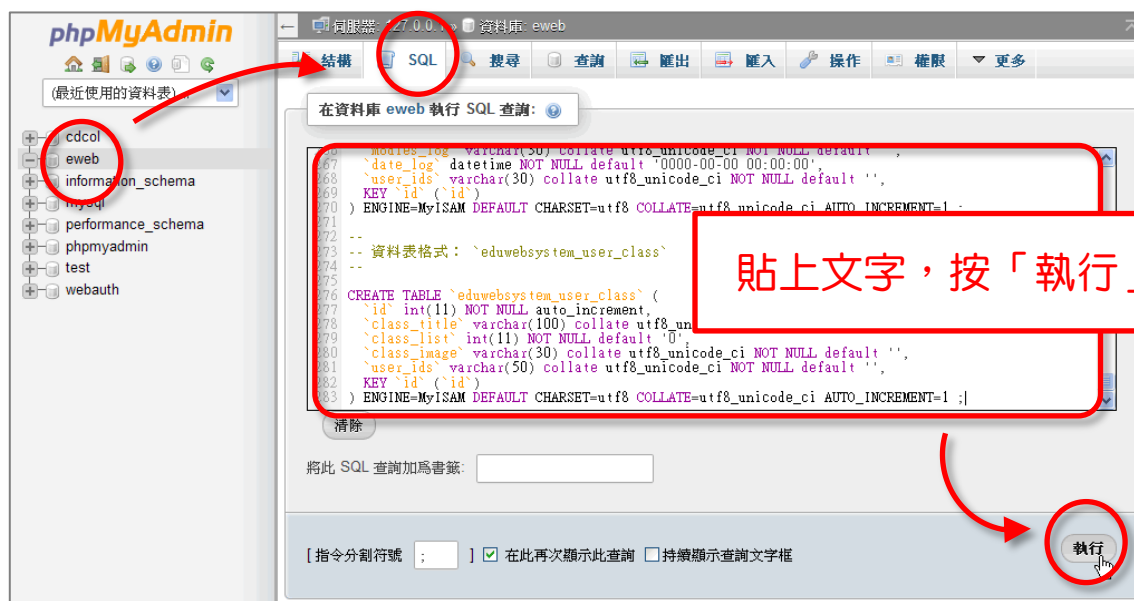 phpMyAdmin
(最近使用的資料表) ...
cdcol
eweb
information_schema
mysql
performance_schema
phpmyadmin
test
webauth
伺服器: 127.0.0.1 » 資料庫: eweb
結構 SQL 搜尋 查詢 匯出 匯入 操作 權限 更多
在資料庫 eweb 執行 SQL 查詢:
`modies_log` varchar(30) collate utf8_unicode_ci NOT NULL default '',
267 `date_log` datetime NOT NULL default '0000-00-00 00:00:00',
268 `user_ids` varchar(30) collate utf8_unicode_ci NOT NULL default '',
269 KEY `id` (`id`)
270 ) ENGINE=MyISAM DEFAULT CHARSET=utf8 COLLATE=utf8_unicode_ci AUTO_INCREMENT=1 ;
271
272 --
273 -- 資料表格式： `eduwebsystem_user_class`
274 --
275
276 CREATE TABLE `eduwebsystem_user_class` (
277 `id` int(11) NOT NULL auto_increment,
278 `class_title` varchar(100) collate utf8_un
279 `class_list` int(11) NOT NULL default '0',
280 `class_image` varchar(30) collate utf8_unicode_ci NOT NULL default '',
281 `user_ids` varchar(50) collate utf8_unicode_ci NOT NULL default '',
282 KEY `id` (`id`)
283 ) ENGINE=MyISAM DEFAULT CHARSET=utf8 COLLATE=utf8_unicode_ci AUTO_INCREMENT=1 ;
貼上文字，按「執行」
清除
將此 SQL 查詢加為書籤:
[ 指令分割符號 ; ] 在此再次顯示此查詢 持續顯示查詢文字框
執行